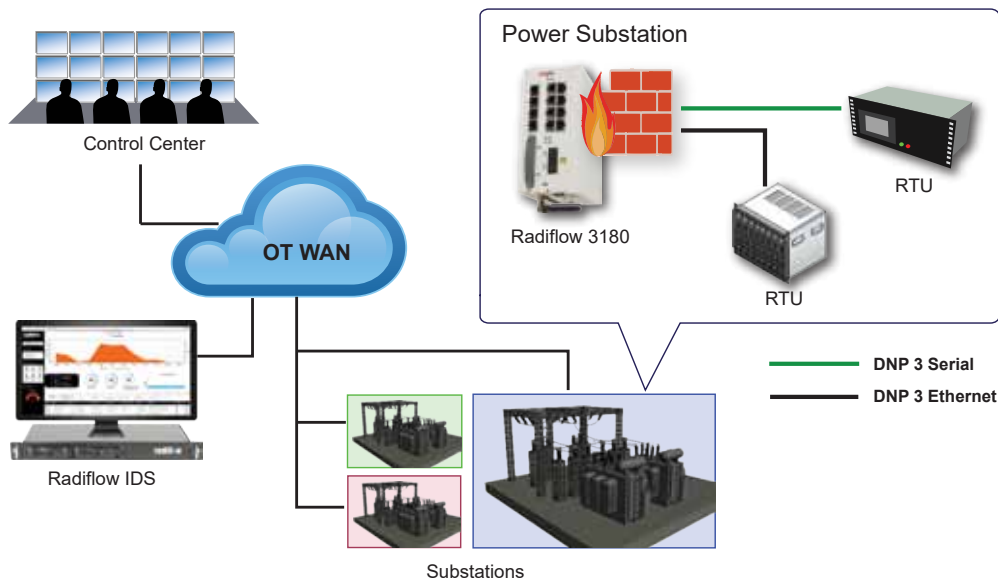 Power Substation
Control Center
RTU
Radiflow 3180
OT WAN
RTU
DNP 3 Serial
DNP 3 Ethernet
Radiflow IDS
Substations